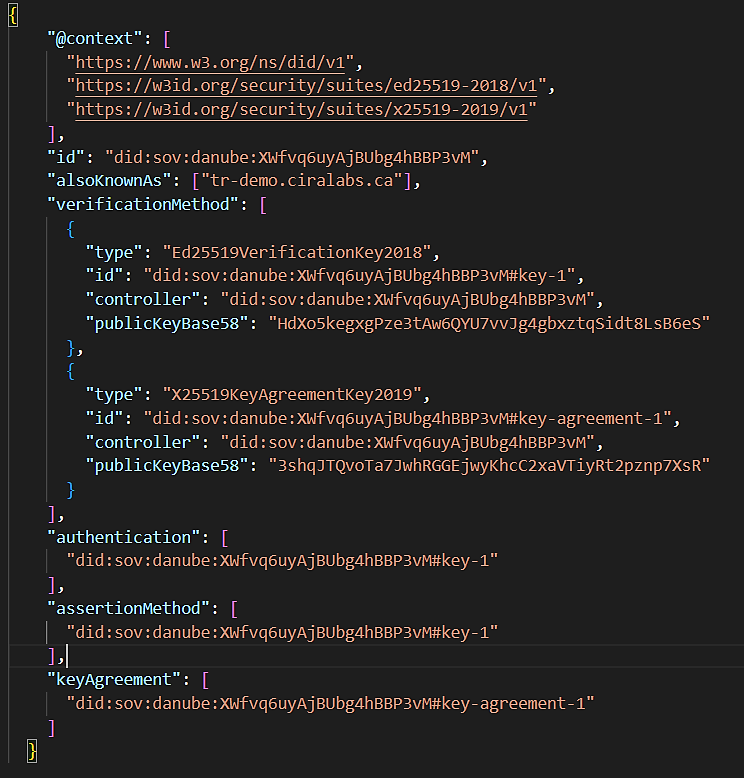 {
"@context": [
"https://www.w3.org/ns/did/v1",
"https://w3id.org/security/suites/ed25519-2018/v1",
"https://w3id.org/security/suites/x25519-2019/v1"
],
"id": "did:sov:danube:XWfvq6uyAjBUbg4hBBP3vM",
"alsoKnownAs": ["tr-demo.ciralabs.ca"],
"verificationMethod": [
{
"type": "Ed25519VerificationKey2018",
"id": "did:sov:danube:XWfvq6uyAjBUbg4hBBP3vM#key-1",
"controller": "did:sov:danube:XWfvq6uyAjBUbg4hBBP3vM",
"publicKeyBase58": "HdXo5kegxgPze3tAw6QYU7vvJg4gbxztqSidt8LsB6eS"
},
{
"type": "X25519KeyAgreementKey2019",
"id": "did:sov:danube:XWfvq6uyAjBUbg4hBBP3vM#key-agreement-1",
"controller": "did:sov:danube:XWfvq6uyAjBUbg4hBBP3vM",
"publicKeyBase58": "3shqJTQvoTa7JwhRGGEjwyKhcC2xaVTiyRt2pznp7XsR"
}
],
"authentication": [
"did:sov:danube:XWfvq6uyAjBUbg4hBBP3vM#key-1"
],
"assertionMethod": [
"did:sov:danube:XWfvq6uyAjBUbg4hBBP3vM#key-1"
],
"keyAgreement": [
"did:sov:danube:XWfvq6uyAjBUbg4hBBP3vM#key-agreement-1"
]
}